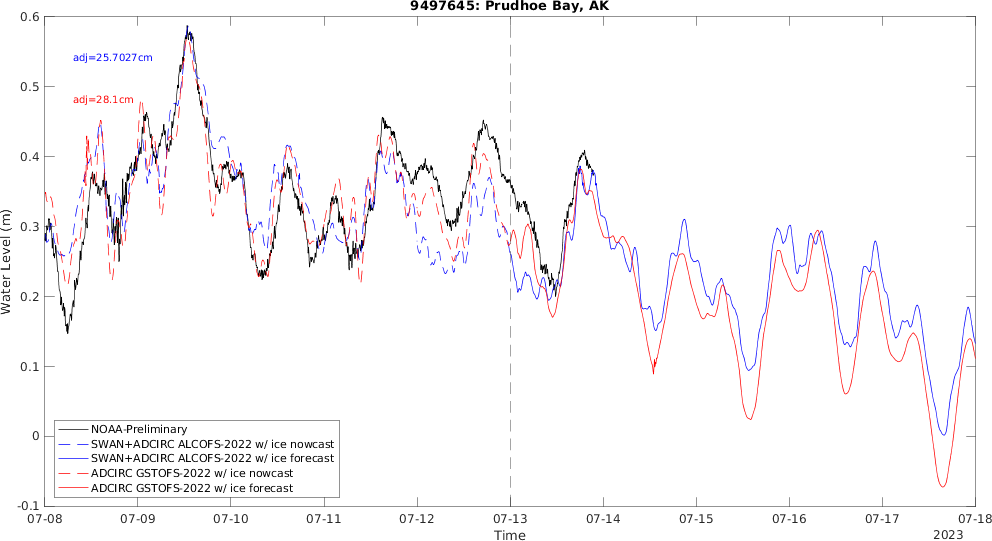 9497645: Prudhoe Bay, AK
0.6
0.5
0.4
0.3
0.2
0.1
0
-0.1
Water Level (m)
adj=25.7027cm
adj=28.1cm
NOAA-Preliminary
SWAN+ADCIRC ALCOFS-2022 w/ ice nowcast
SWAN+ADCIRC ALCOFS-2022 w/ ice forecast
ADCIRC GSTOFS-2022 w/ ice nowcast
ADCIRC GSTOFS-2022 w/ ice forecast
07-08 07-09 07-10 07-11 07-12 07-13 07-14 07-15 07-16 07-17 07-18
Time
2023